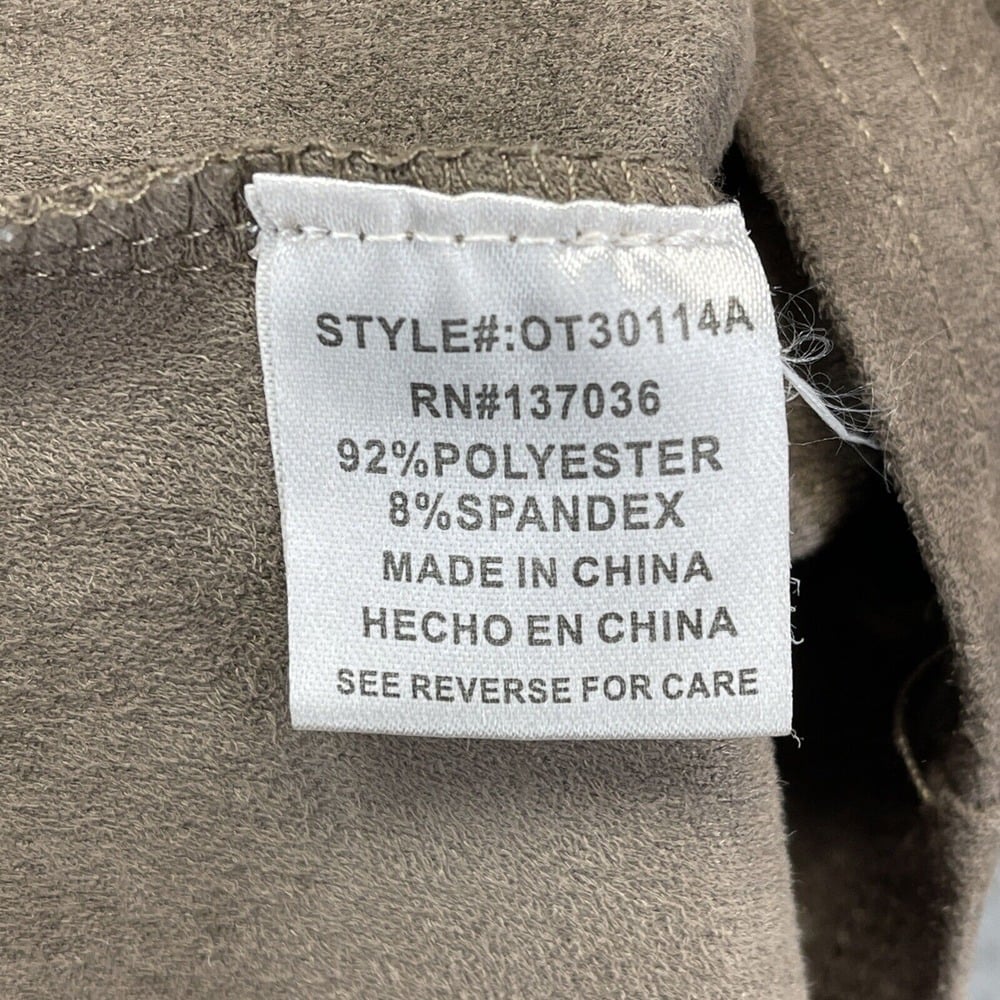 STYLE#:OT30114A
RN#137036
92%POLYESTER
8%SPANDEX
MADE IN CHINA
HECHO EN CHINA
SEE REVERSE FOR CARE